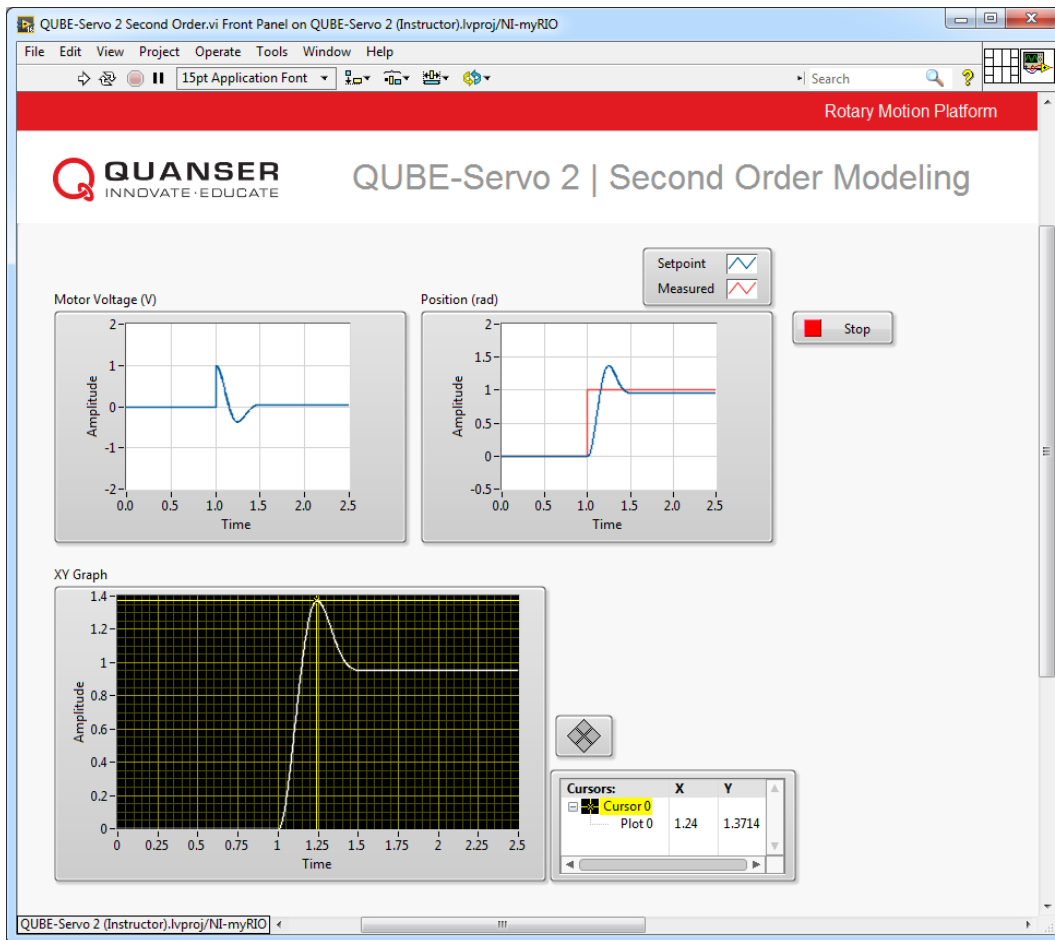 QUBE-Servo 2 Second Order.vi Front Panel on QUBE-Servo 2 (Instructor).lvproj/NI-myRIO
File Edit View Project Operate Tools Window Help
15pt Application Font
Search
Rotary Motion Platform
QUANSER
INNOVATE·EDUCATE
QUBE-Servo 2 | Second Order Modeling
Setpoint
Measured
Motor Voltage (V)
2
1
0
-1
-2
Amplitude
0.0 0.5 1.0 1.5 2.0 2.5
Time
Position (rad)
2
1.5
1
0.5
0
-0.5
Amplitude
0.0 0.5 1.0 1.5 2.0 2.5
Time
Stop
XY Graph
1.4
1.2
1
0.8
0.6
0.4
0.2
0
Amplitude
0 0.25 0.5 0.75 1 1.25 1.5 1.75 2 2.25 2.5
Time
Cursors: X Y
Cursor 0
Plot 0 1.24 1.3714
QUBE-Servo 2 (Instructor).lvproj/NI-myRIO